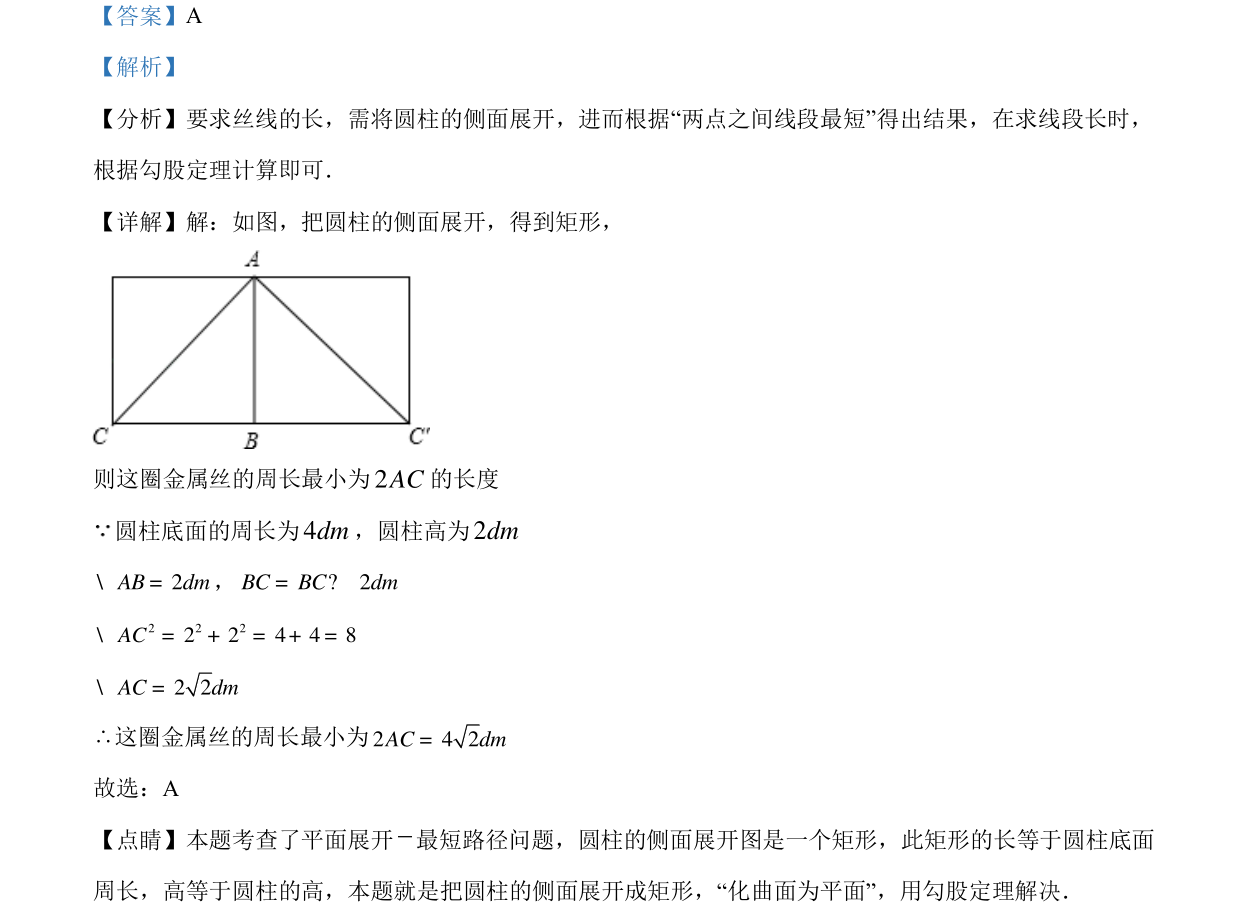 【答案】A
【解析】
【分析】要求丝线的长，需将圆柱的侧面展开，进而根据“两点之间线段最短”得出结果，在求线段长时，
根据勾股定理计算即可．
【详解】解：如图，把圆柱的侧面展开，得到矩形，
A
C B C′
则这圈金属丝的周长最小为2AC 的长度
∵圆柱底面的周长为4dm，圆柱高为2dm
\ AB = 2dm， BC = BC? 2dm
\ AC² = 2² + 2² = 4 + 4 = 8
\ AC = 2√2dm
∴这圈金属丝的周长最小为2AC = 4√2dm
故选：A
【点睛】本题考查了平面展开－最短路径问题，圆柱的侧面展开图是一个矩形，此矩形的长等于圆柱底面
周长，高等于圆柱的高，本题就是把圆柱的侧面展开成矩形，“化曲面为平面”，用勾股定理解决．